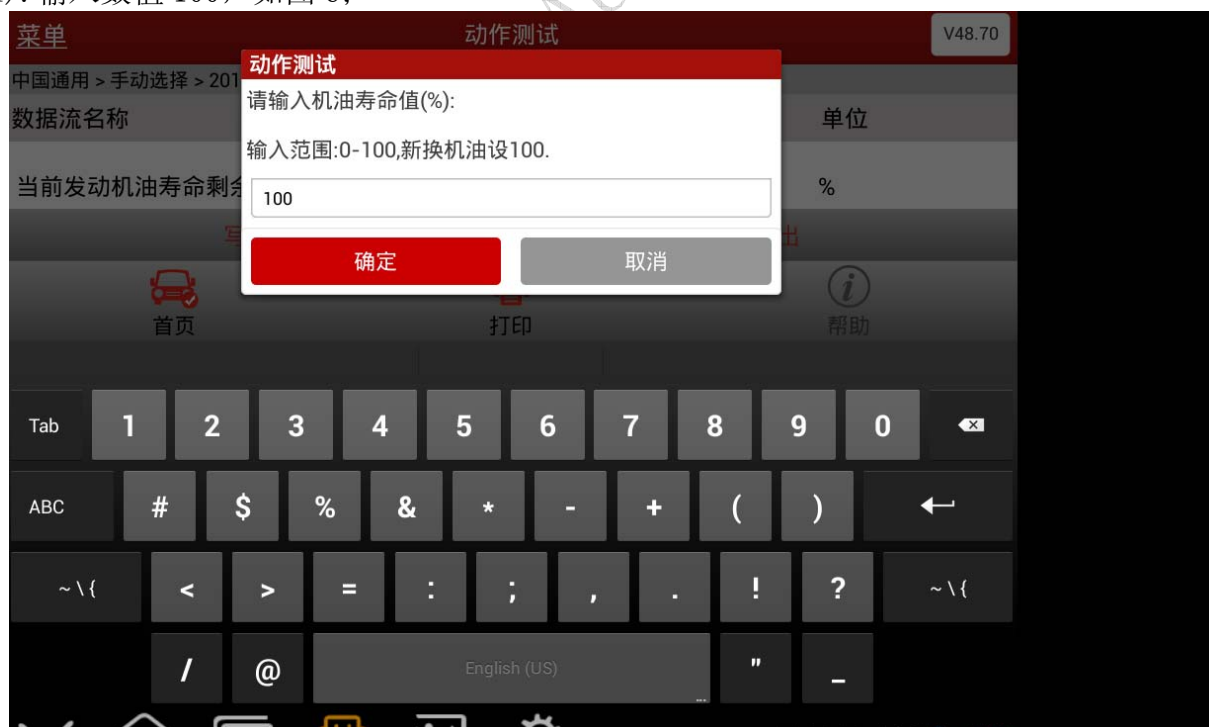 输入数值 100，如图
菜单 动作测试 V48.70
中国通用 > 手动选择 > 201
动作测试
请输入机油寿命值(%):
数据流名称 单位
输入范围:0-100,新换机油设100.
当前发动机油寿命剩余 %
100
确定 取消
首页 打印 帮助
Tab 1 2 3 4 5 6 7 8 9 0
ABC # $ % & * - + ( )
~ \ { < > = : ; , . ! ? ~ \ {
/ @ English (US) " _